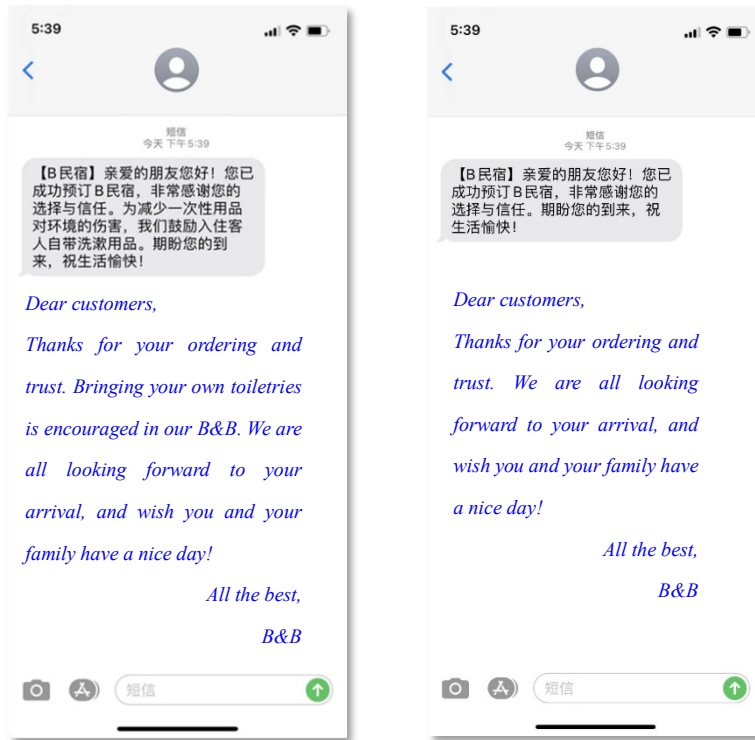 5:39
短信
今天 下午5:39
【B民宿】亲爱的朋友您好！您已
成功预订B民宿，非常感谢您的
选择与信任。为减少一次性用品
对环境的伤害，我们鼓励入住客
人自带洗漱用品。期盼您的到
来，祝生活愉快！
Dear customers,
Thanks for your ordering and
trust. Bringing your own toiletries
is encouraged in our B&B. We are
all looking forward to your
arrival, and wish you and your
family have a nice day!
All the best,
B&B
短信
5:39
短信
今天 下午5:39
【B民宿】亲爱的朋友您好！您已
成功预订B民宿，非常感谢您的
选择与信任。期盼您的到来，祝
生活愉快！
Dear customers,
Thanks for your ordering and
trust. We are all looking
forward to your arrival, and
wish you and your family have
a nice day!
All the best,
B&B
短信